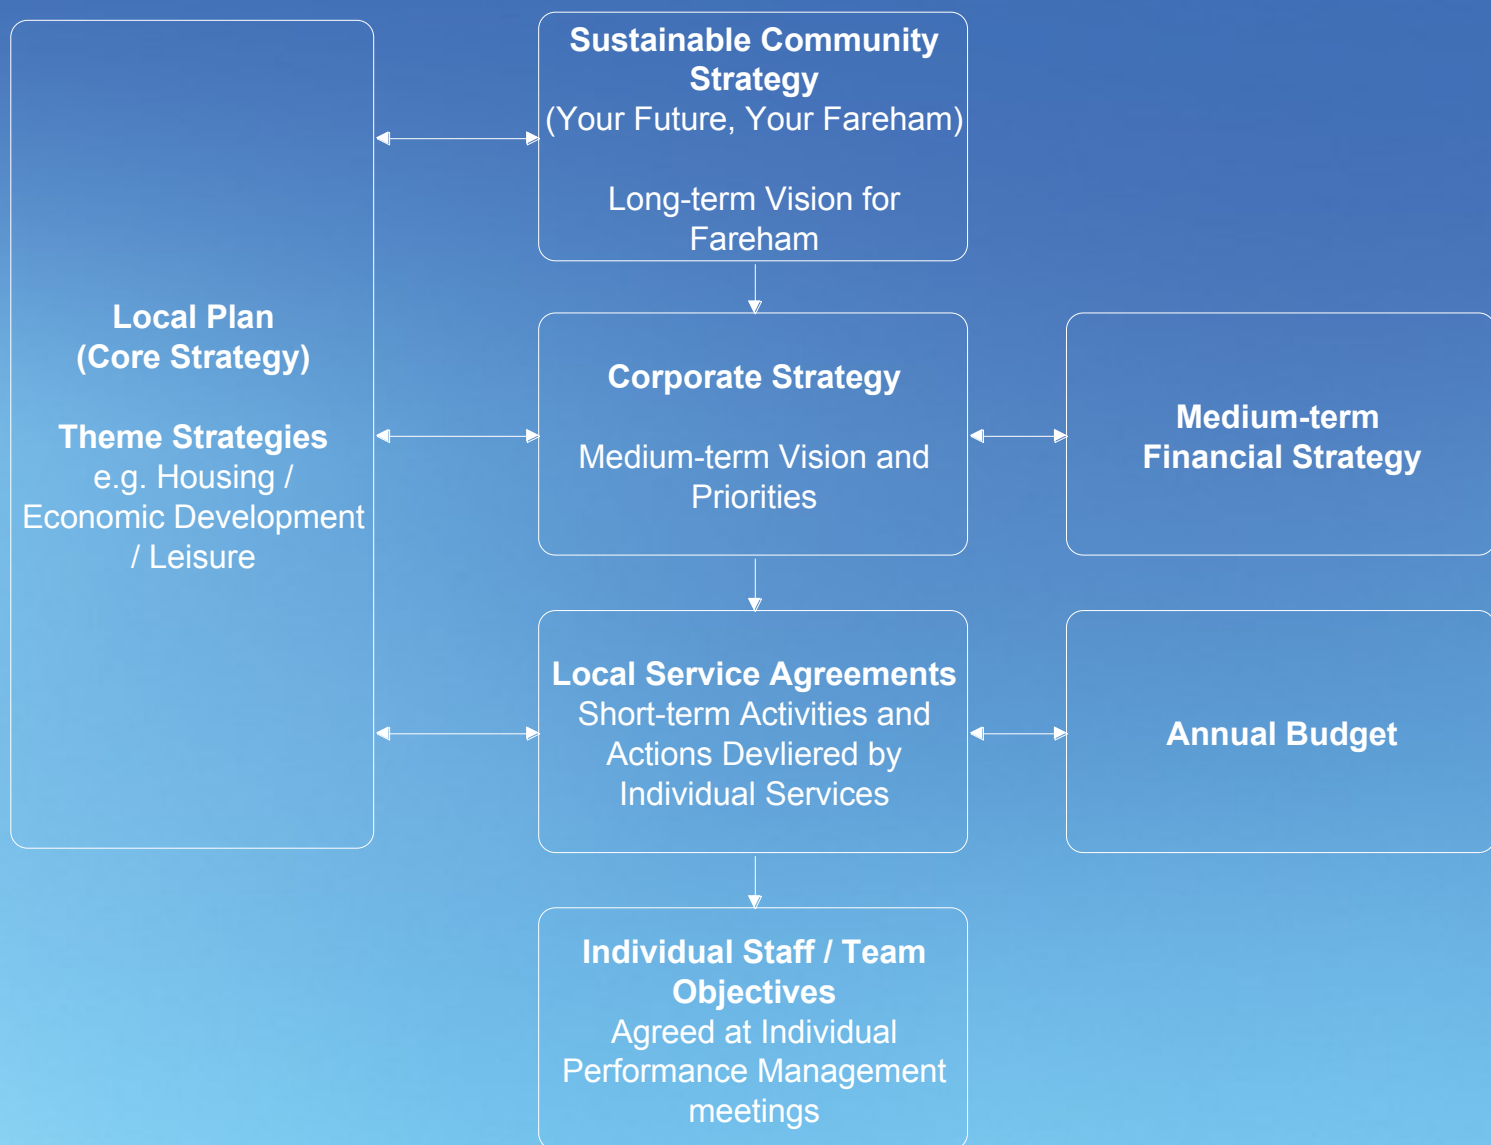 Sustainable Community
Strategy
(Your Future, Your Fareham)
Long-term Vision for
Fareham
Local Plan
(Core Strategy)
Theme Strategies
e.g. Housing /
Economic Development
/ Leisure
Corporate Strategy
Medium-term Vision and
Priorities
Medium-term
Financial Strategy
Local Service Agreements
Short-term Activities and
Actions Devliered by
Individual Services
Annual Budget
Individual Staff / Team
Objectives
Agreed at Individual
Performance Management
meetings